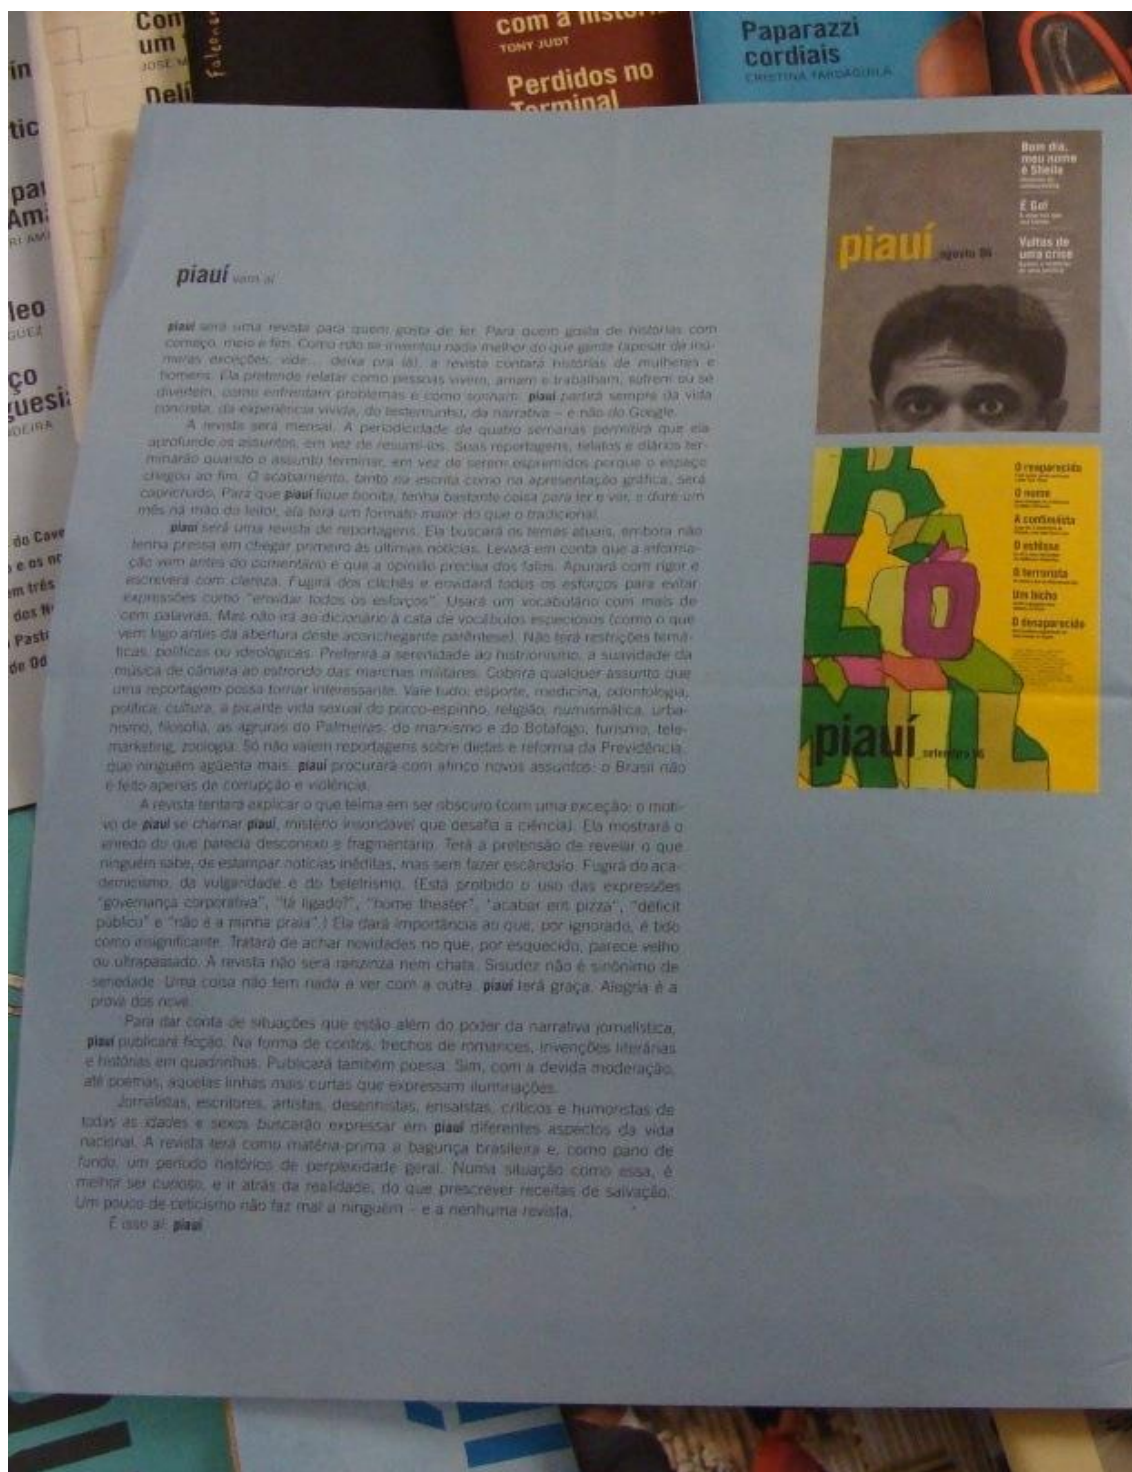 Con
um
JOSE M
Delí
Falcon
com a histór
TONY JUDT
Perdidos no
Terminal
Paparazzi
cordiais
CRISTINA TARDÁGUILA
ín
tic
par
Am
RI AM
leo
GUEZ
ço
guesi
NDEIRA
do Cave
o e os no
em três
dos N
Pastr
de Od
piauí vem aí
piauí será uma revista para quem gosta de ler. Para quem gosta de histórias com
começo, meio e fim. Como não se inventou nada melhor do que gente (apesar de inú-
meras exceções, vide... deixa pra lá), a revista contará histórias de mulheres e
homens. Ela pretende relatar como pessoas vivem, amam e trabalham, sofrem ou se
divertem, como enfrentam problemas e como sonham. piauí partirá sempre da vida
concreta, da experiência vivida, do testemunho, da narrativa – e não do Google.
A revista será mensal. A periodicidade de quatro semanas permitirá que ela
aprofunde os assuntos, em vez de resumi-los. Suas reportagens, relatos e diários ter-
minarão quando o assunto terminar, em vez de serem espremidos porque o espaço
chegou ao fim. O acabamento, tanto na escrita como na apresentação gráfica, será
caprichado. Para que piauí fique bonita, tenha bastante coisa para ler e ver, e dure um
mês na mão do leitor, ela terá um formato maior do que o tradicional.
piauí será uma revista de reportagens. Ela buscará os temas atuais, embora não
tenha pressa em chegar primeiro às últimas notícias. Levará em conta que a informa-
ção vem antes do comentário e que a opinião precisa dos fatos. Apurará com rigor e
escreverá com clareza. Fugirá dos clichês e envidará todos os esforços para evitar
expressões como "envidar todos os esforços". Usará um vocabulário com mais de
cem palavras. Mas não irá ao dicionário à cata de vocábulos especiosos (como o que
vem logo antes da abertura deste aconchegante parêntese). Não terá restrições temá-
ticas, políticas ou ideológicas. Preferirá a serenidade ao histrionismo, a suavidade da
música de câmara ao estrondo das marchas militares. Cobrirá qualquer assunto que
uma reportagem possa tornar interessante. Vale tudo: esporte, medicina, odontologia,
política, cultura, a picante vida sexual do porco-espinho, religião, numismática, urba-
nismo, filosofia, as agruras do Palmeiras, do marxismo e do Botafogo, turismo, tele-
marketing, zoologia. Só não valem reportagens sobre dietas e reforma da Previdência,
que ninguém agüenta mais. piauí procurará com afinco novos assuntos: o Brasil não
é feito apenas de corrupção e violência.
A revista tentará explicar o que teima em ser obscuro (com uma exceção: o moti-
vo de piauí se chamar piauí, mistério insondável que desafia a ciência). Ela mostrará o
enredo do que parecia desconexo e fragmentário. Terá a pretensão de revelar o que
ninguém sabe, de estampar notícias inéditas, mas sem fazer escândalo. Fugirá do aca-
demicismo, da vulgaridade e do beletrismo. (Está proibido o uso das expressões
"governança corporativa", "tá ligado?", "home theater", "acabar em pizza", "déficit
público" e "não é a minha praia".) Ela dará importância ao que, por ignorado, é tido
como insignificante. Tratará de achar novidades no que, por esquecido, parece velho
ou ultrapassado. A revista não será ranzinza nem chata. Sisudez não é sinônimo de
seriedade. Uma coisa não tem nada a ver com a outra. piauí terá graça. Alegria é a
prova dos nove.
Para dar conta de situações que estão além do poder da narrativa jornalística,
piauí publicará ficção. Na forma de contos, trechos de romances, invenções literárias
e histórias em quadrinhos. Publicará também poesia. Sim, com a devida moderação,
até poemas, aquelas linhas mais curtas que expressam iluminações.
Jornalistas, escritores, artistas, desenhistas, ensaístas, críticos e humoristas de
todas as idades e sexos buscarão expressar em piauí diferentes aspectos da vida
nacional. A revista terá como matéria-prima a bagunça brasileira e, como pano de
fundo, um período histórico de perplexidade geral. Numa situação como essa, é
melhor ser curioso, e ir atrás da realidade, do que prescrever receitas de salvação.
Um pouco de ceticismo não faz mal a ninguém – e a nenhuma revista.
É isso aí: piauí
Bom dia,
meu nome
é Sheila
É Gol
Voltas de
uma crise
piauí agosto 06
O reaparecido
O nome
A continuísta
O esthese
O terrorista
Um bicho
O desaparecido
piauí setembro 06